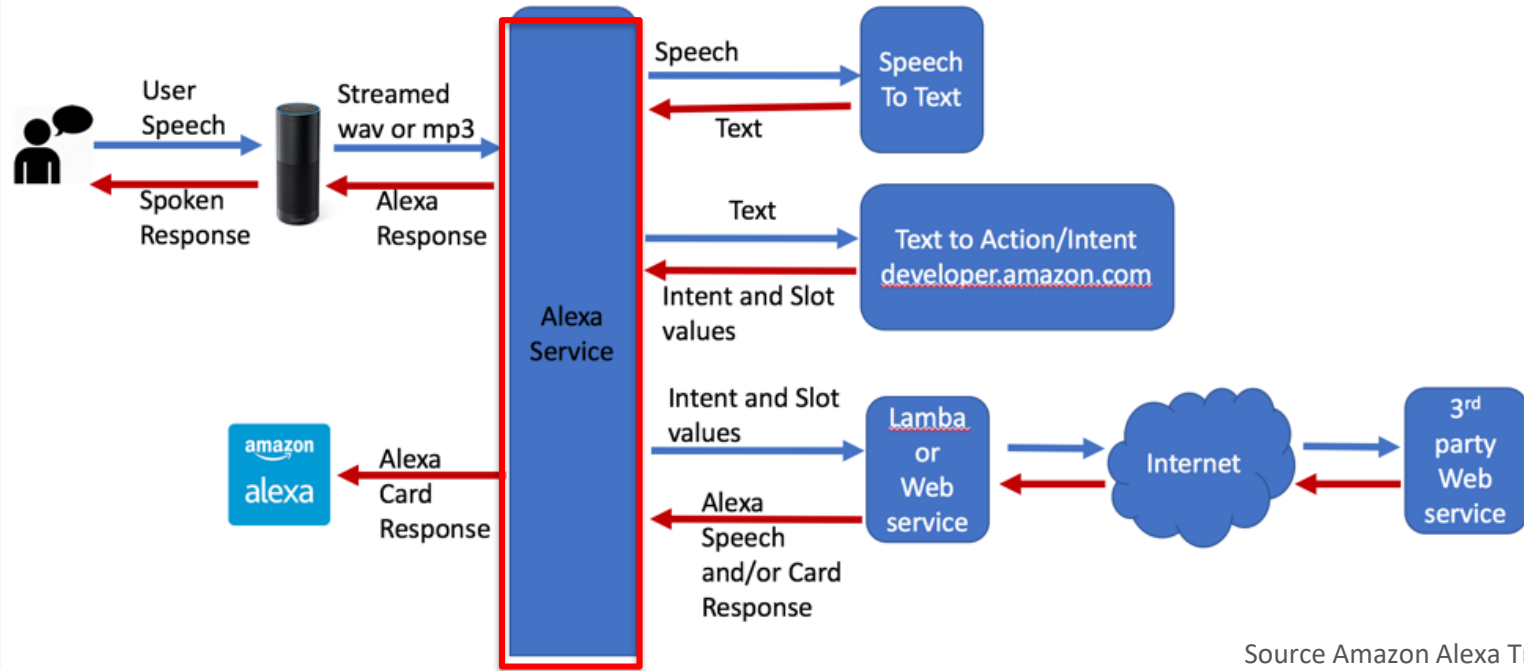 User
Speech
Streamed
wav or mp3
Spoken
Response
Alexa
Response
Alexa
Service
Speech
Text
Speech
To Text
Text
Intent and Slot
values
Text to Action/Intent
developer.amazon.com
Intent and Slot
values
Alexa
Speech
and/or Card
Response
Lamba
or
Web
service
Internet
3rd
party
Web
service
amazon
alexa
Alexa
Card
Response
Source Amazon Alexa